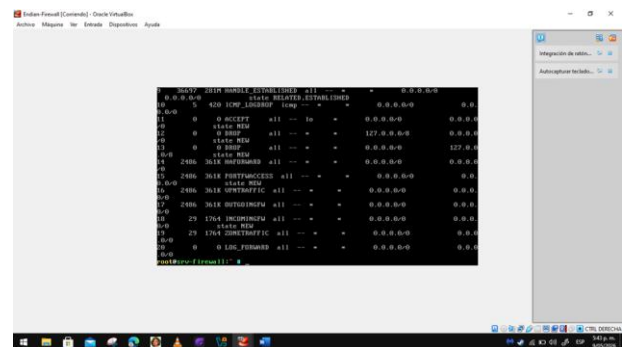 Endian-Firewall [Corriendo] - Oracle VirtualBox
Archivo Máquina Ver Entrada Dispositivos Ayuda
Integración de ratón...
Autocapturar teclado...
9 36697 281M HANDLE_ESTABLISHED all -- * * 0.0.0.0/0
0.0.0.0/0 state RELATED,ESTABLISHED
10 5 420 ICMP_LOGDROP icmp -- * * 0.0.0.0/0 0.0.
0.0/0
11 0 0 ACCEPT all -- lo * 0.0.0.0/0 0.0.0
/0 state NEW
12 0 0 DROP all -- * * 127.0.0.0/8 0.0.0
/0 state NEW
13 0 0 DROP all -- * * 0.0.0.0/0 127.0
.0/8 state NEW
14 2486 361K HAFORWARD all -- * * 0.0.0.0/0 0.0.0
/0
15 2486 361K PORTFWACCESS all -- * * 0.0.0.0/0 0.0.
0.0/0 state NEW
16 2486 361K VPNTRAFFIC all -- * * 0.0.0.0/0 0.0.0
/0
17 2486 361K OUTGOINGFW all -- * * 0.0.0.0/0 0.0.0
/0
18 29 1764 INCOMINGFW all -- * * 0.0.0.0/0 0.0.0
/0 state NEW
19 29 1764 ZONETRAFFIC all -- * * 0.0.0.0/0 0.0.0
.0/0
20 0 0 LOG_FORWARD all -- * * 0.0.0.0/0 0.0.0
.0/0
root@srv-firewall:~ #
CTRL DERECHA
ESP
3:43 p. m.